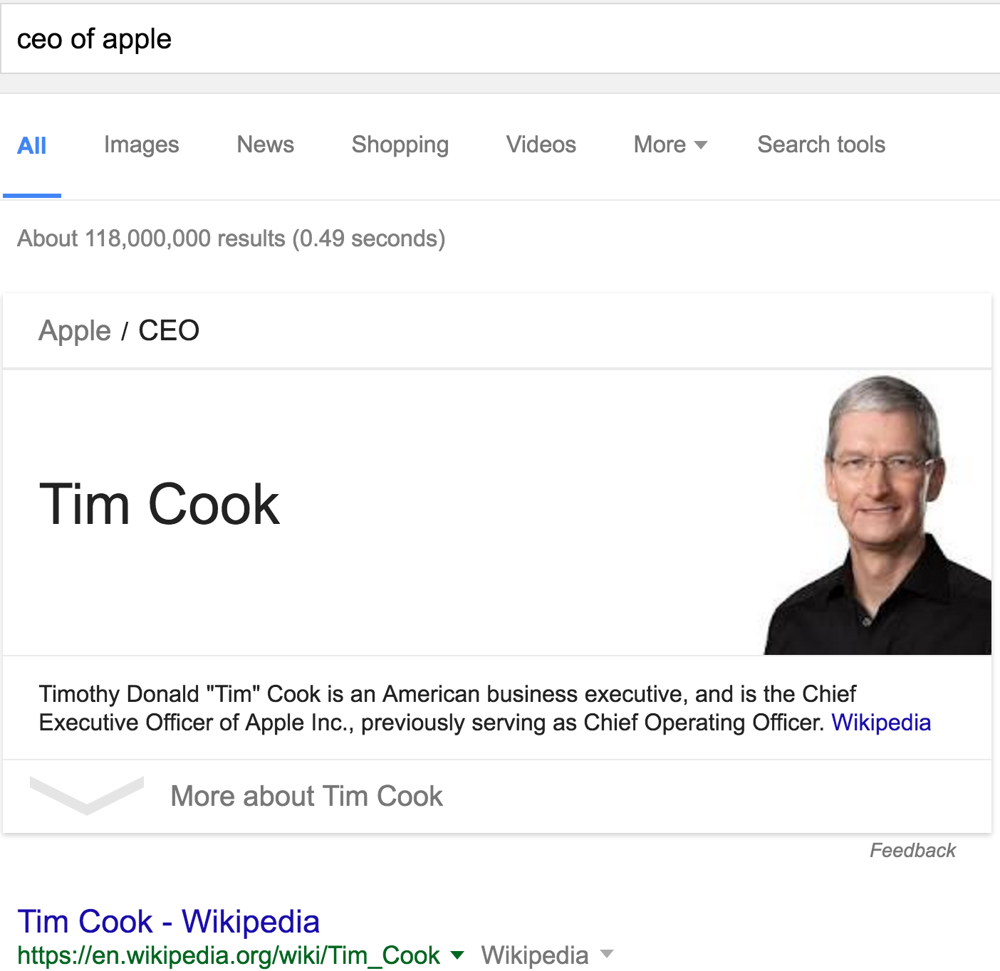 ceo of apple
All Images News Shopping Videos More Search tools
About 118,000,000 results (0.49 seconds)
Apple / CEO
Tim Cook
Timothy Donald "Tim" Cook is an American business executive, and is the Chief
Executive Officer of Apple Inc., previously serving as Chief Operating Officer. Wikipedia
More about Tim Cook
Feedback
Tim Cook - Wikipedia
https://en.wikipedia.org/wiki/Tim_Cook Wikipedia